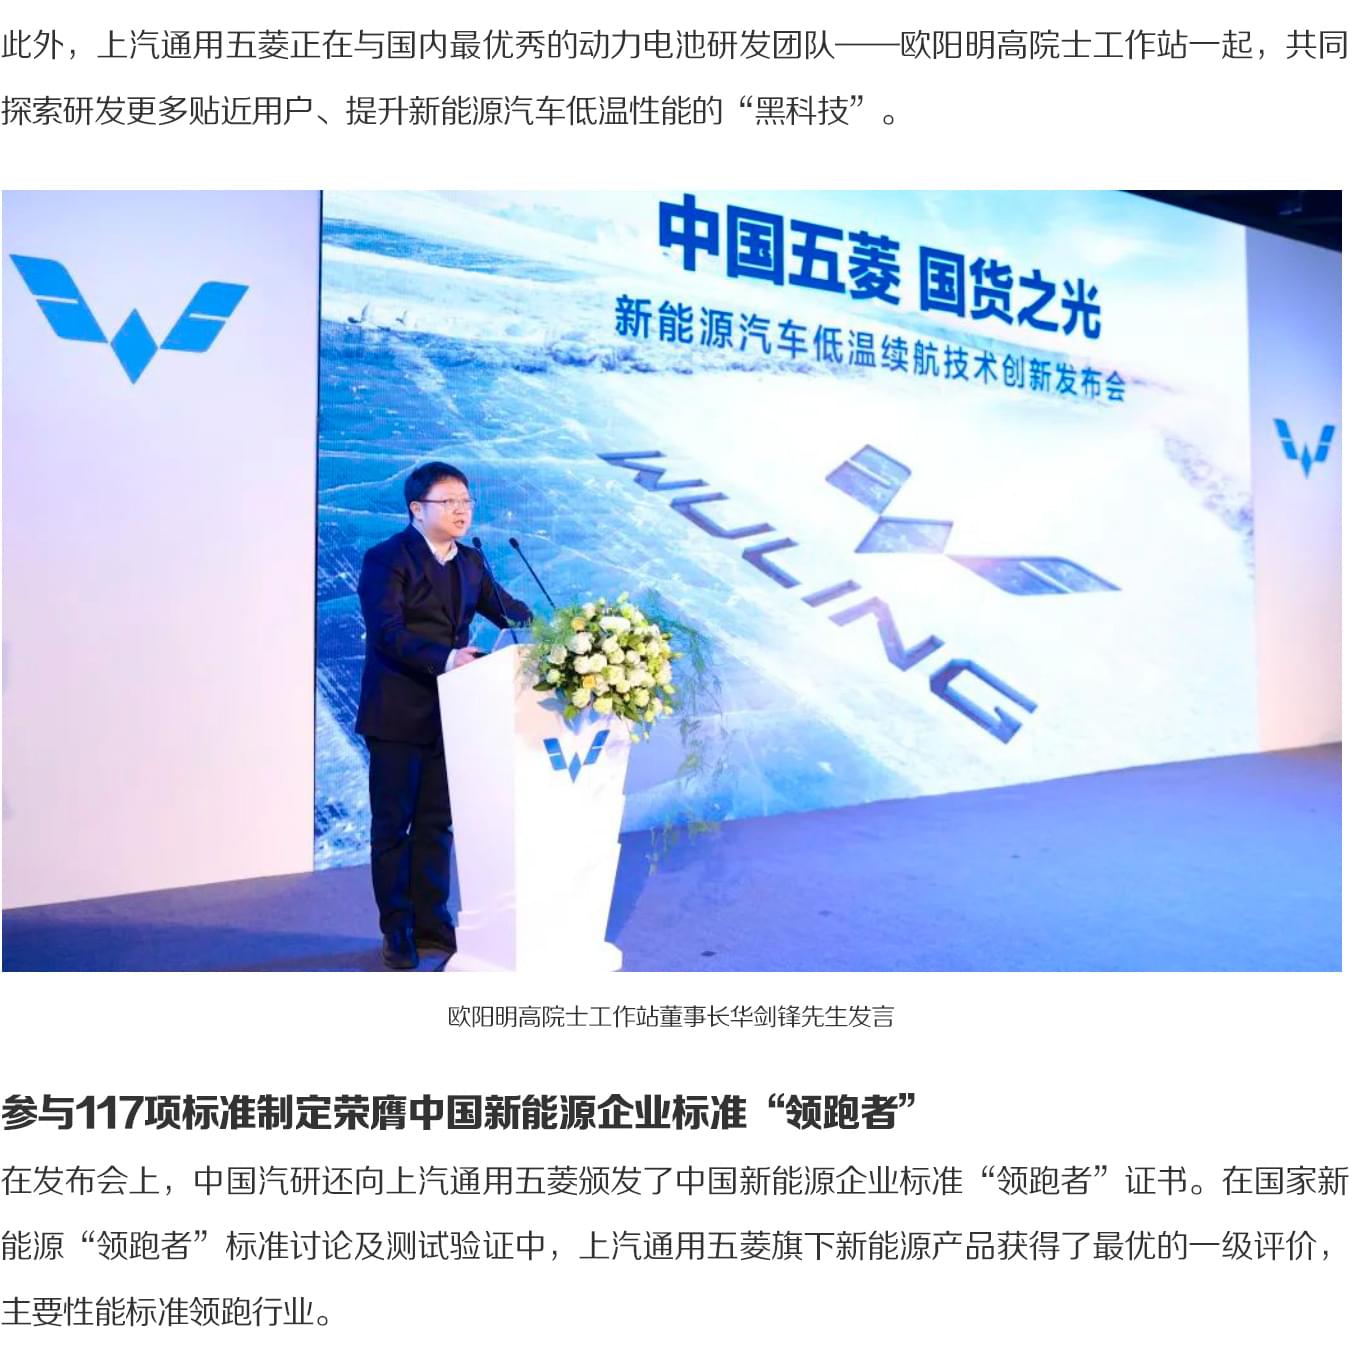 此外，上汽通用五菱正在与国内最优秀的动力电池研发团队——欧阳明高院士工作站一起，共同
探索研发更多贴近用户、提升新能源汽车低温性能的“黑科技”。
中国五菱 国货之光
新能源汽车低温续航技术创新发布会
WULING
欧阳明高院士工作站董事长华剑锋先生发言
参与117项标准制定荣膺中国新能源企业标准“领跑者”
在发布会上，中国汽研还向上汽通用五菱颁发了中国新能源企业标准“领跑者”证书。在国家新
能源“领跑者”标准讨论及测试验证中，上汽通用五菱旗下新能源产品获得了最优的一级评价，
主要性能标准领跑行业。